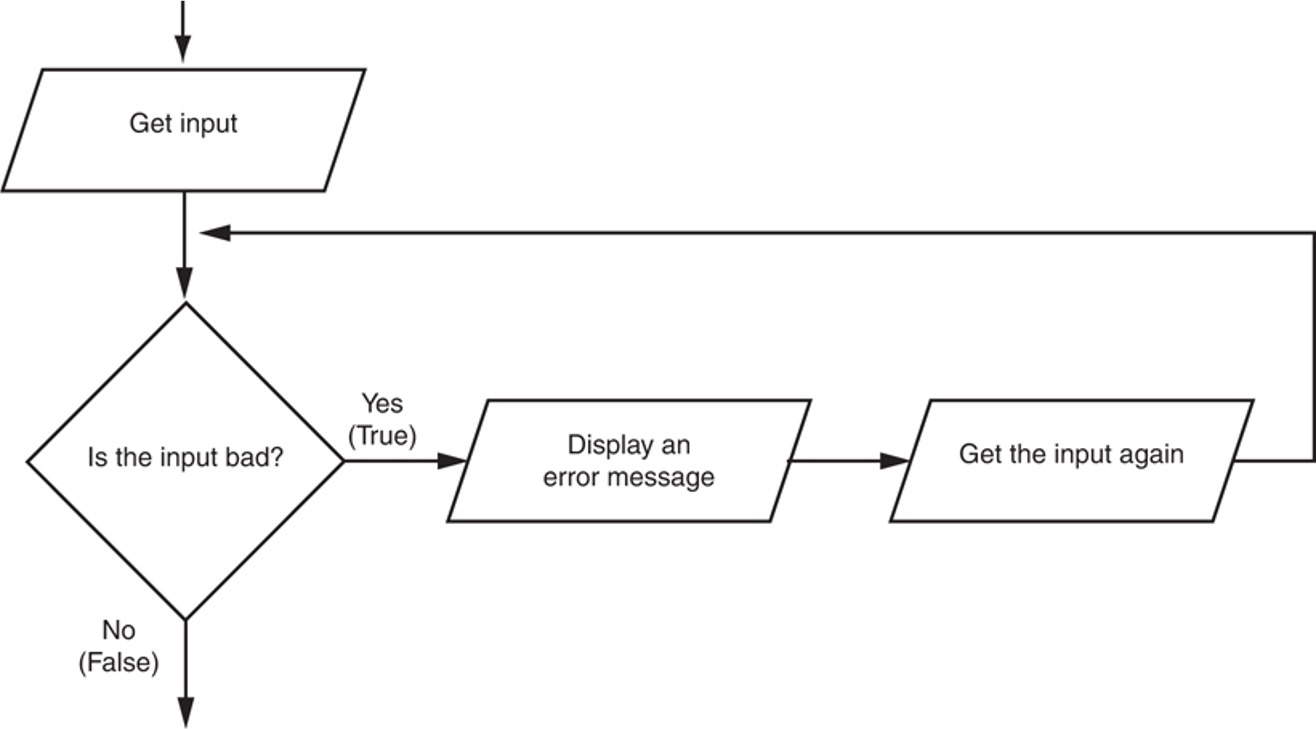 Get input
Yes
(True)
Is the input bad?
Display an
error message
Get the input again
No
(False)